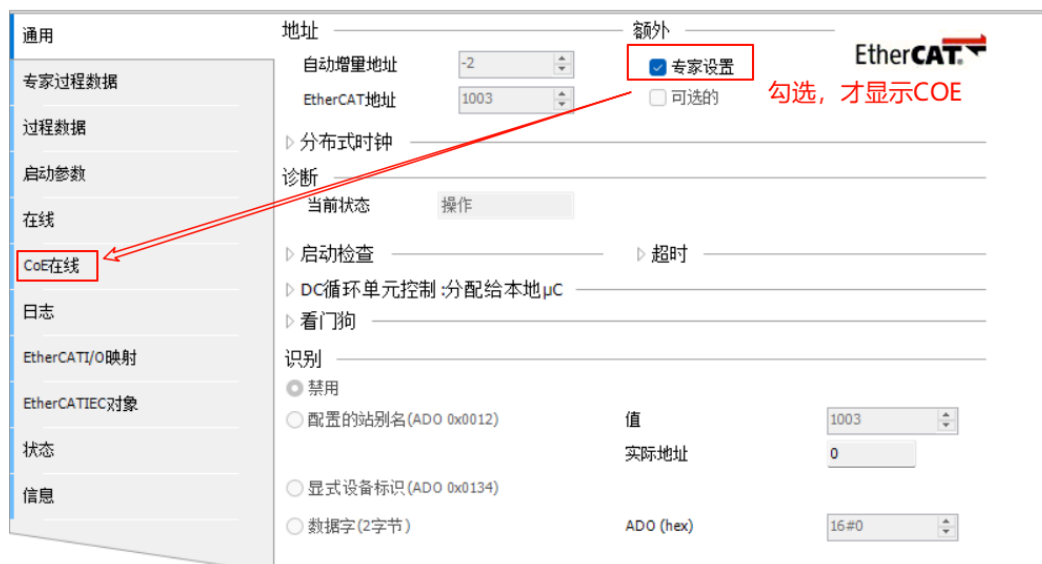 通用
专家过程数据
过程数据
启动参数
在线
CoE在线
日志
EtherCATI/O映射
EtherCATIEC对象
状态
信息
地址
额外
EtherCAT.
自动增量地址 -2
专家设置
EtherCAT地址 1003
可选的
勾选，才显示COE
分布式时钟
诊断
当前状态 操作
启动检查
超时
DC循环单元控制:分配给本地µC
看门狗
识别
禁用
配置的站别名(ADO 0x0012)
值 1003
实际地址 0
显式设备标识(ADO 0x0134)
数据字(2字节)
ADO (hex) 16#0